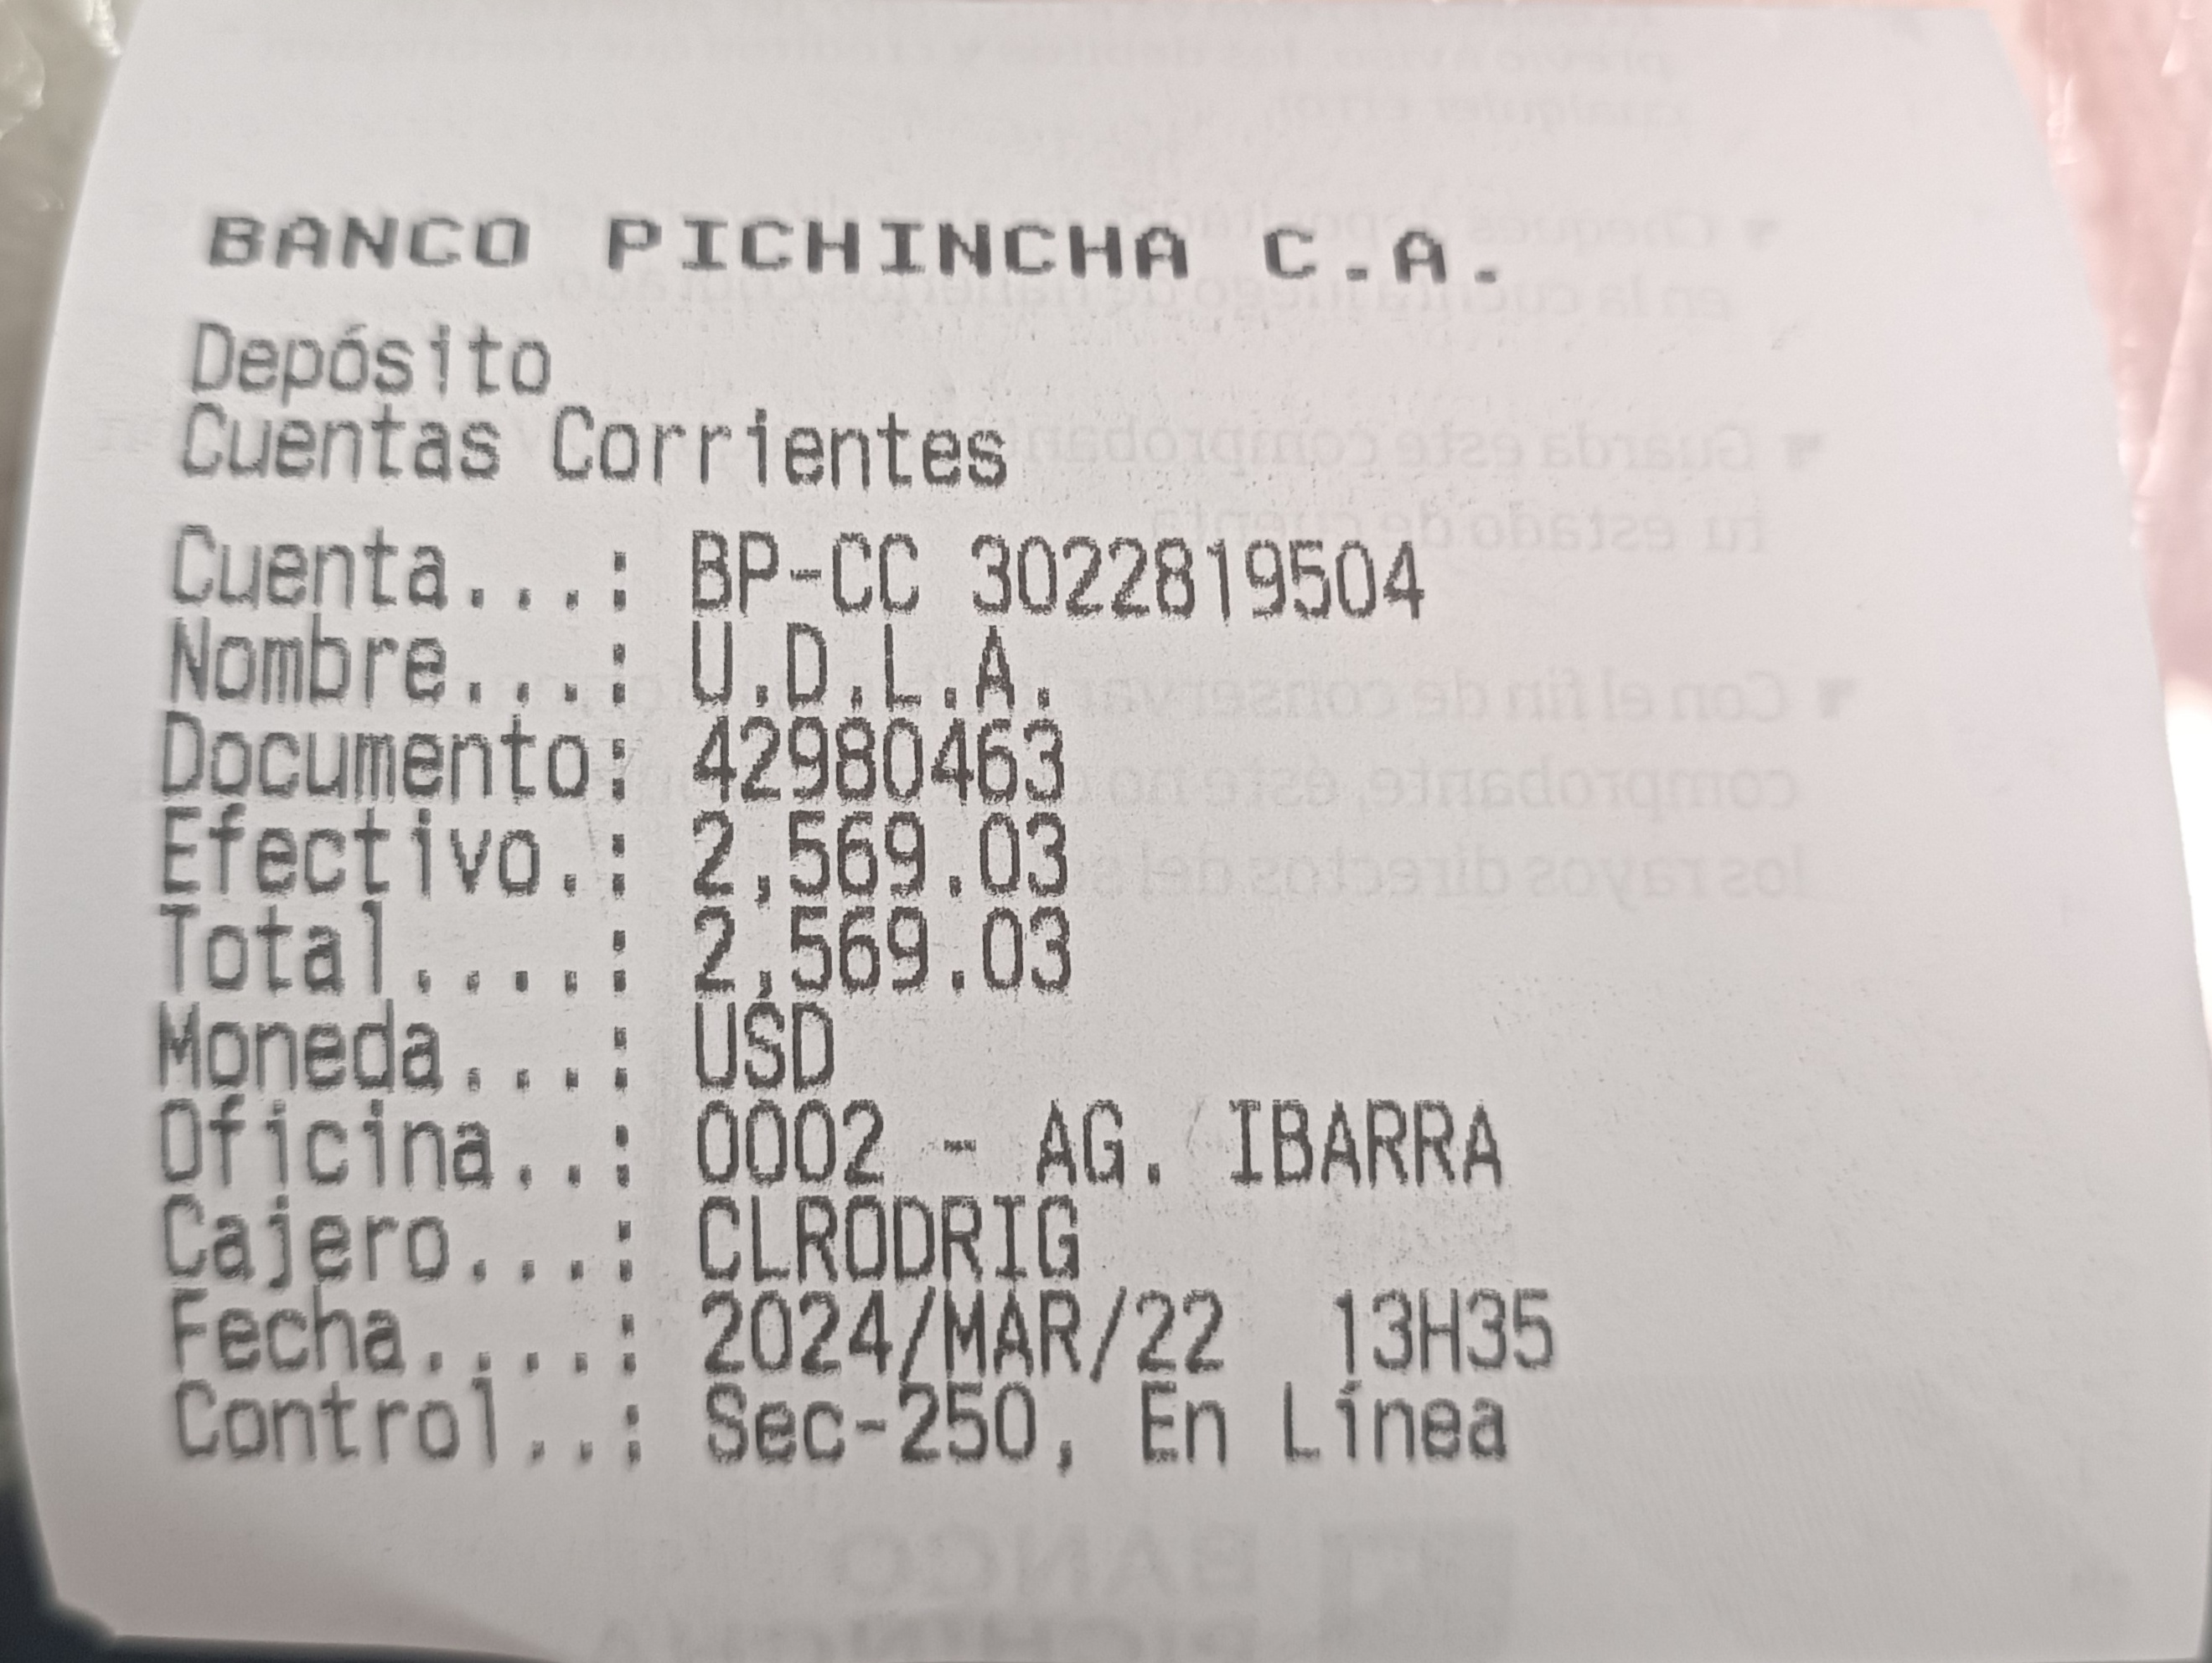 BANCO PICHINCHA C.A.
Depósito
Cuentas Corrientes
Cuenta...: BP-CC 3022819504
Nombre...: U.D.L.A.
Documento: 42980463
Efectivo.: 2,569.03
Total....: 2,569.03
Moneda...: USD
Oficina..: 0002 - AG. IBARRA
Cajero...: CLRODRIG
Fecha....: 2024/MAR/22 13H35
Control..: Sec-250, En Línea